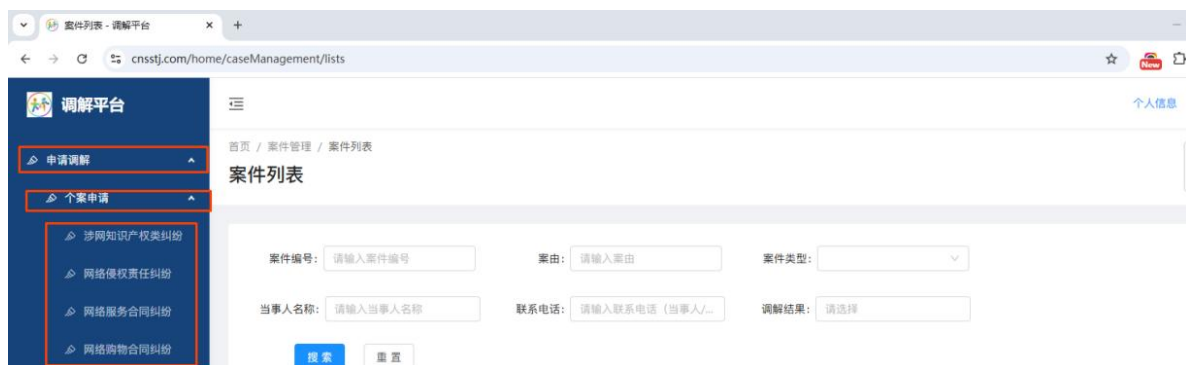 案件列表 - 调解平台
cnsstj.com/home/caseManagement/lists
New
调解平台
个人信息
首页 / 案件管理 / 案件列表
案件列表
申请调解
个案申请
涉网知识产权类纠纷
网络侵权责任纠纷
网络服务合同纠纷
网络购物合同纠纷
案件编号: 请输入案件编号 案由: 请输入案由 案件类型:
当事人名称: 请输入当事人名称 联系电话: 请输入联系电话（当事人/... 调解结果: 请选择
搜索 重置